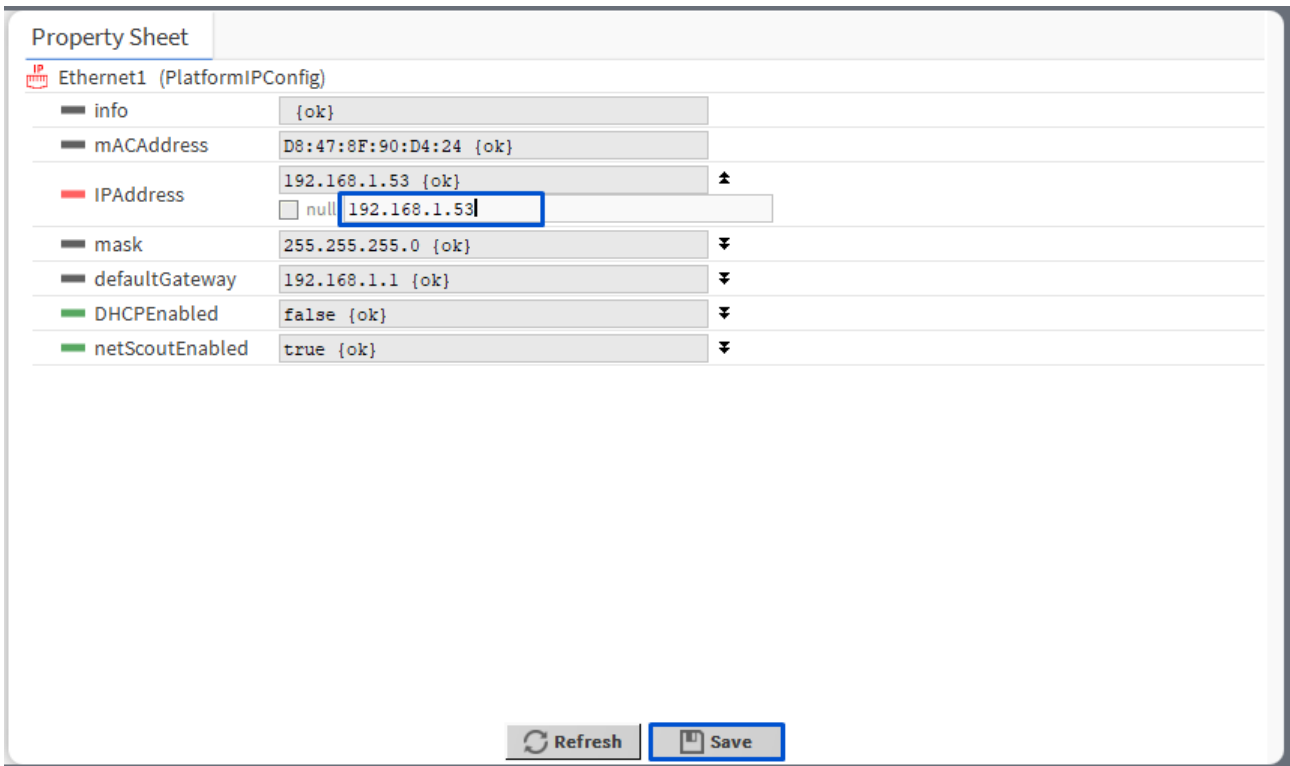 Property Sheet
IP
Ethernet1 (PlatformIPConfig)
info {ok}
mACAddress D8:47:8F:90:D4:24 {ok}
IPAddress 192.168.1.53 {ok}
null 192.168.1.53
mask 255.255.255.0 {ok}
defaultGateway 192.168.1.1 {ok}
DHCPEnabled false {ok}
netScoutEnabled true {ok}
Refresh Save